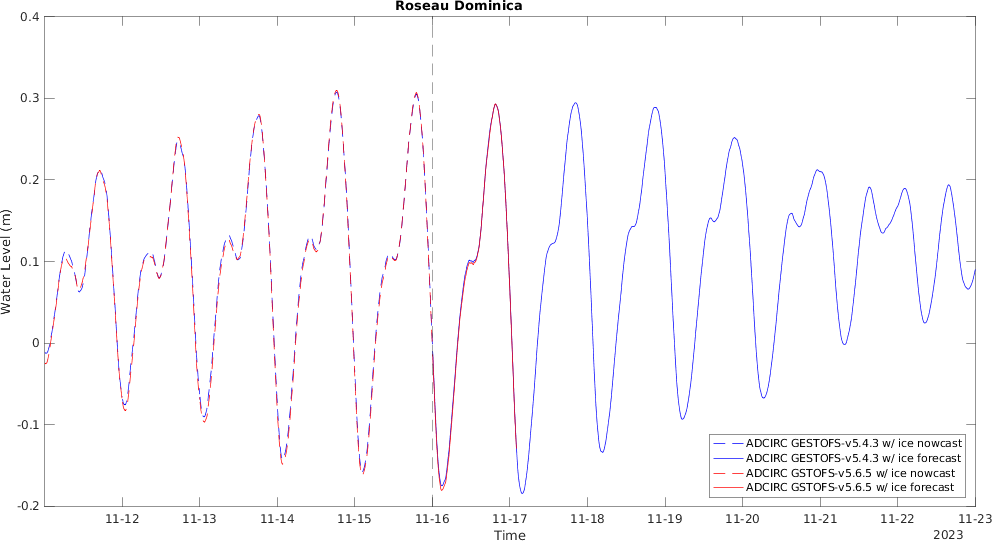 Roseau Dominica
0.4
0.3
0.2
0.1
0
-0.1
-0.2
Water Level (m)
11-12 11-13 11-14 11-15 11-16 11-17 11-18 11-19 11-20 11-21 11-22 11-23
Time
2023
ADCIRC GESTOFS-v5.4.3 w/ ice nowcast
ADCIRC GESTOFS-v5.4.3 w/ ice forecast
ADCIRC GSTOFS-v5.6.5 w/ ice nowcast
ADCIRC GSTOFS-v5.6.5 w/ ice forecast